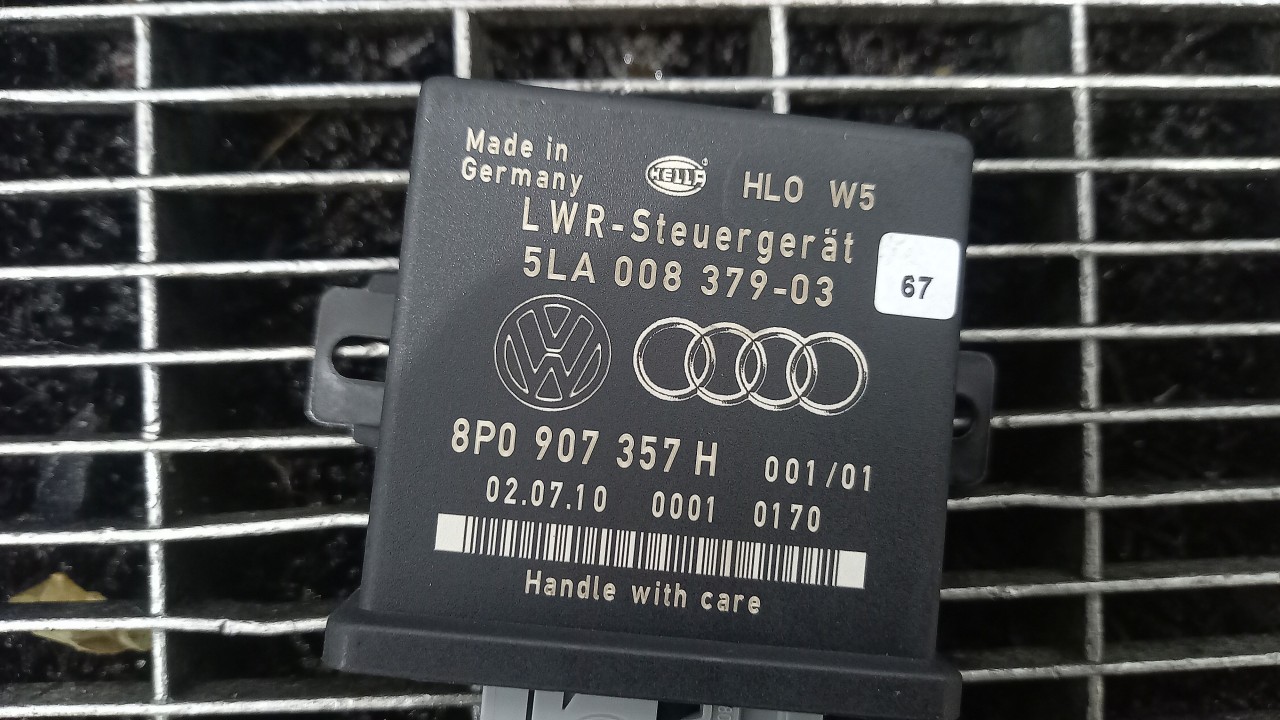 Made in
Germany
HELLA®
HLO W5
LWR-Steuergerät
5LA 008 379-03
67
8P0 907 357 H 001/01
02.07.10 0001 0170
Handle with care